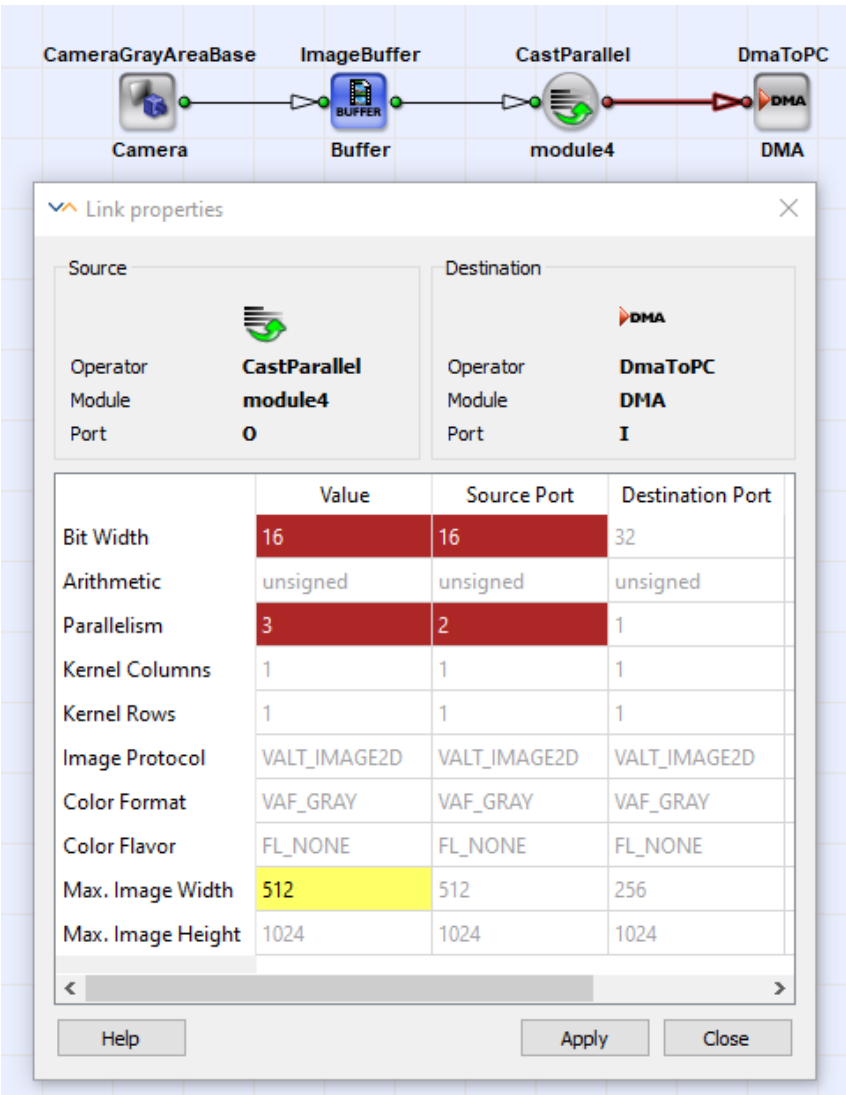 CameraGrayAreaBase ImageBuffer CastParallel DmaToPC
BUFFER DMA
Camera Buffer module4 DMA
Link properties
Source Destination
DMA
Operator CastParallel Operator DmaToPC
Module module4 Module DMA
Port O Port I
Value Source Port Destination Port
Bit Width 16 16 32
Arithmetic unsigned unsigned unsigned
Parallelism 3 2 1
Kernel Columns 1 1 1
Kernel Rows 1 1 1
Image Protocol VALT_IMAGE2D VALT_IMAGE2D VALT_IMAGE2D
Color Format VAF_GRAY VAF_GRAY VAF_GRAY
Color Flavor FL_NONE FL_NONE FL_NONE
Max. Image Width 512 512 256
Max. Image Height 1024 1024 1024
Help Apply Close